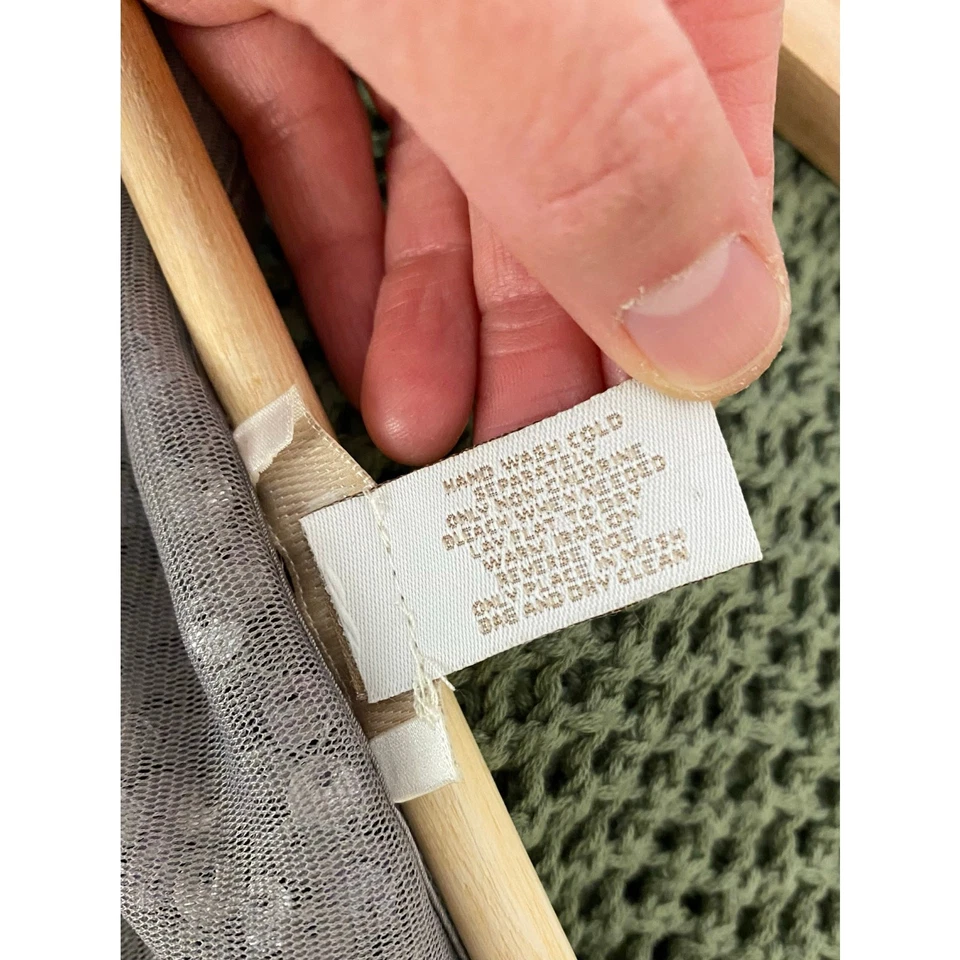 HAND WASH COLD
SEPARATELY
ONLY NON-CHLORINE
BLEACH WHEN NEEDED
LAY FLAT TO DRY
WARM IRON ON
REVERSE SIDE
ONLY PLACE IN MESH
BAG AND DRY CLEAN